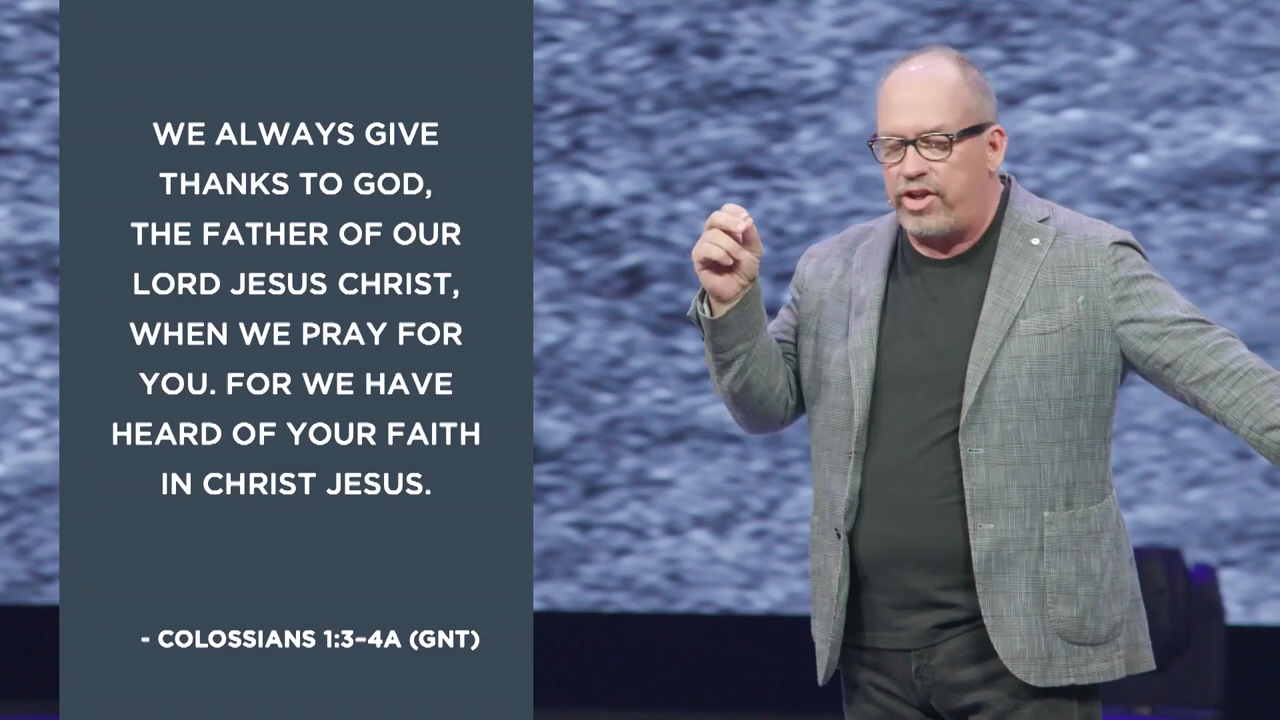 WE ALWAYS GIVE
THANKS TO GOD,
THE FATHER OF OUR
LORD JESUS CHRIST,
WHEN WE PRAY FOR
YOU. FOR WE HAVE
HEARD OF YOUR FAITH
IN CHRIST JESUS.
- COLOSSIANS 1:3–4A (GNT)